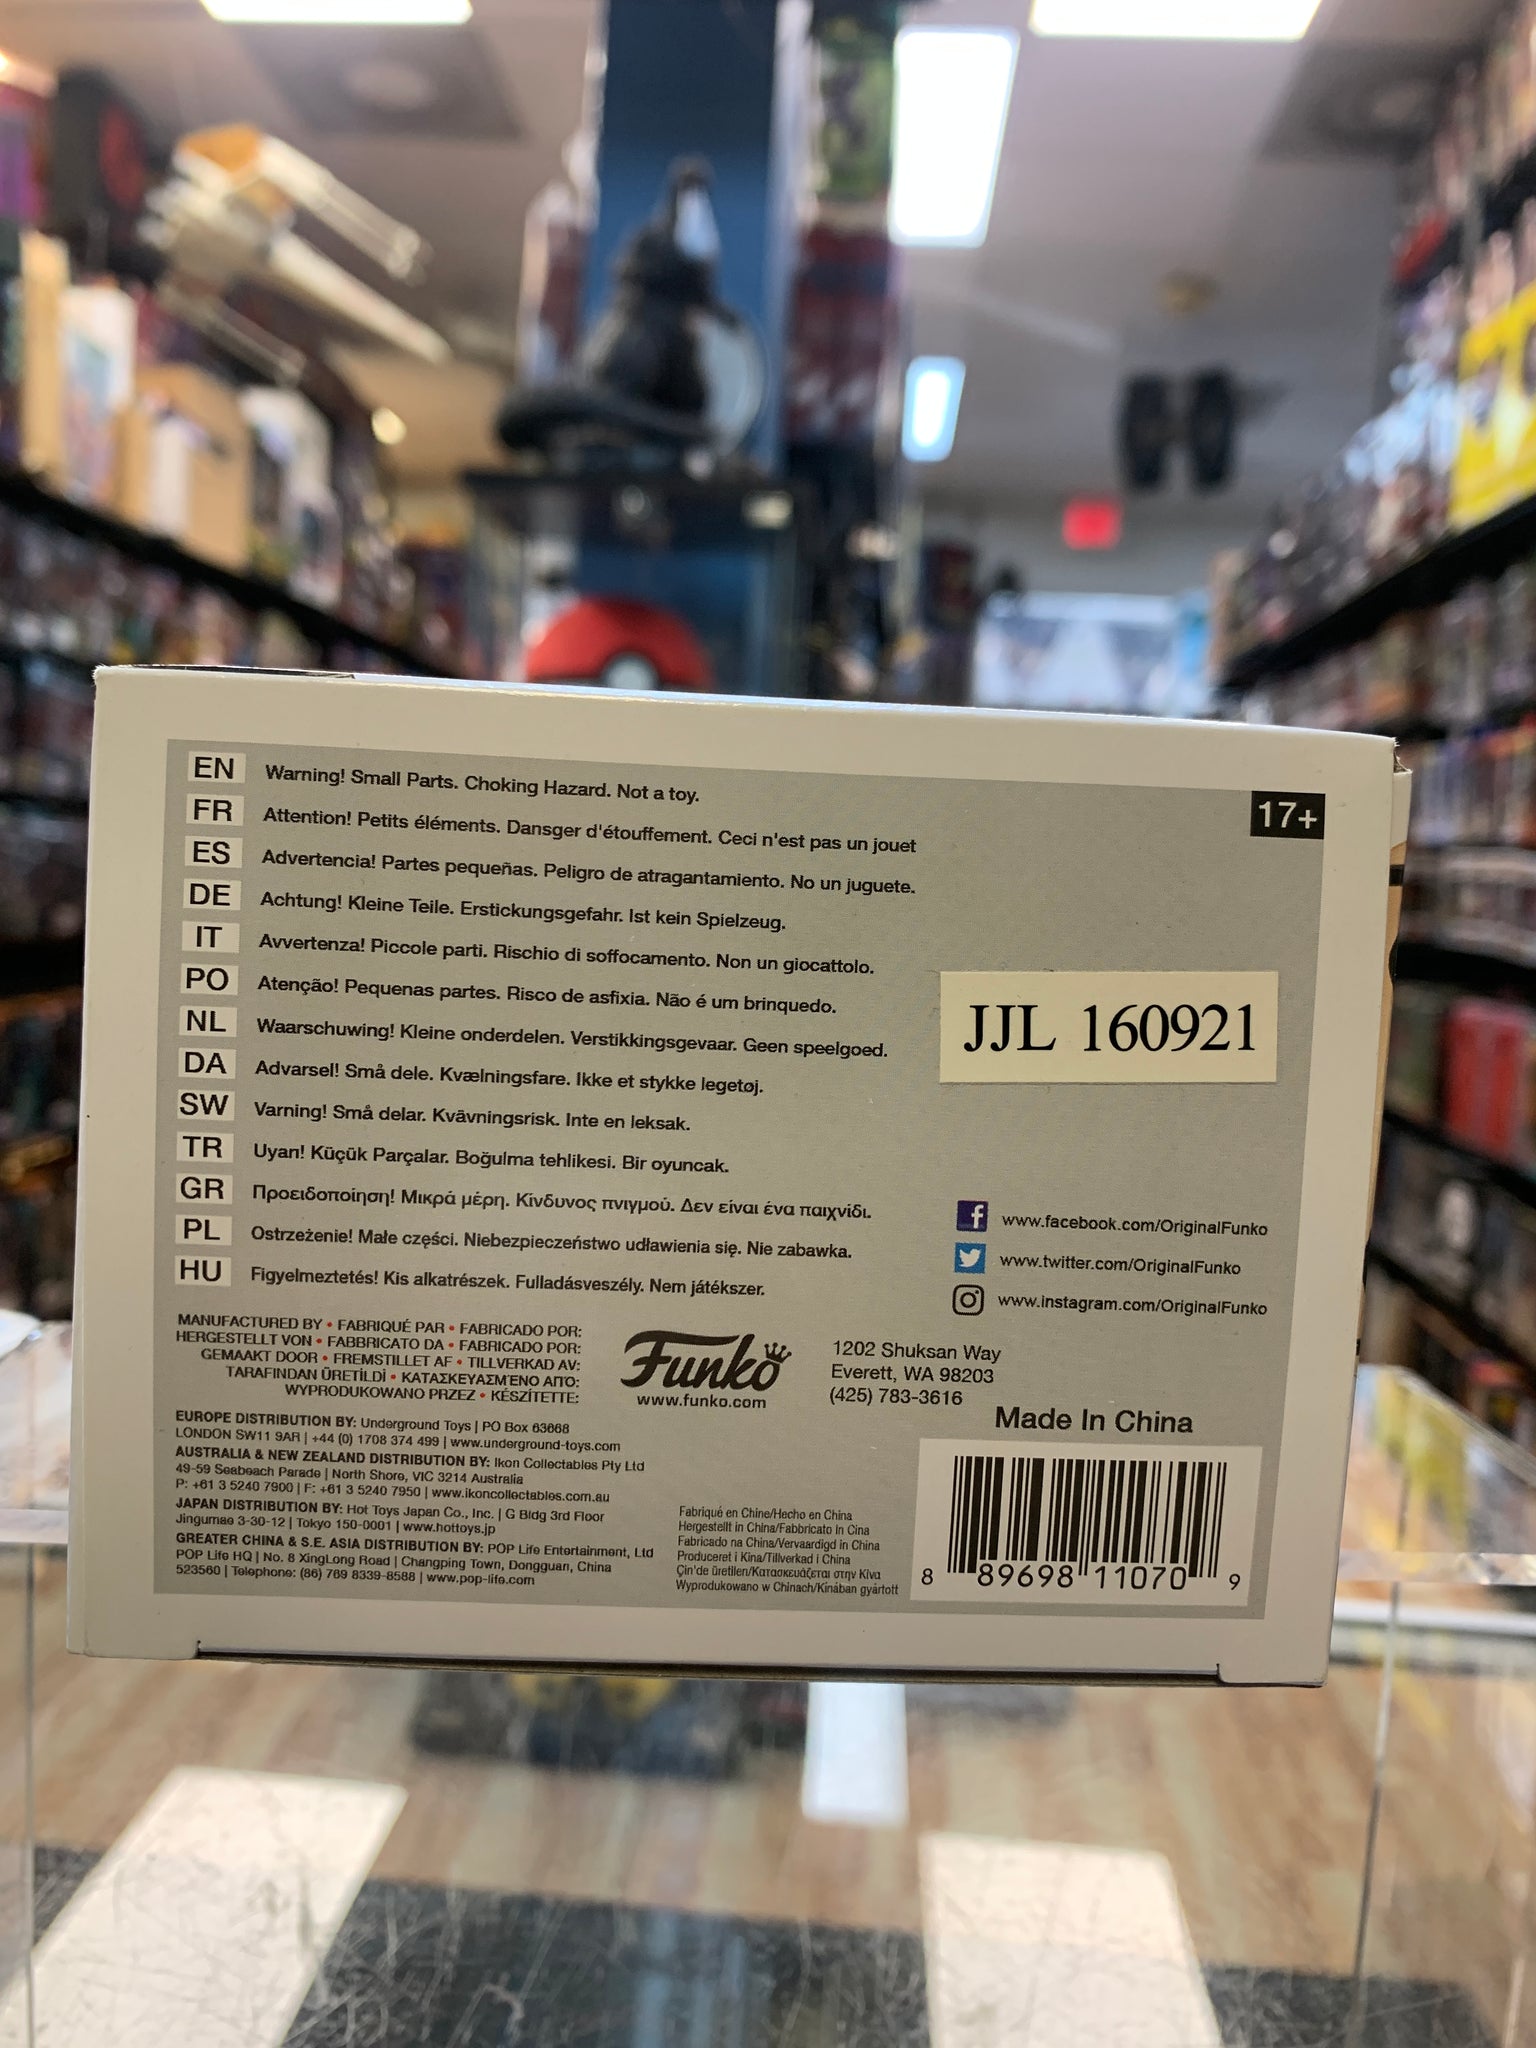 EN Warning! Small Parts. Choking Hazard. Not a toy.
17+
FR Attention! Petits éléments. Dansger d'étouffement. Ceci n'est pas un jouet
ES Advertencia! Partes pequeñas. Peligro de atragantamiento. No un juguete.
DE Achtung! Kleine Teile. Erstickungsgefahr. Ist kein Spielzeug.
IT Avvertenza! Piccole parti. Rischio di soffocamento. Non un giocattolo.
PO Atenção! Pequenas partes. Risco de asfixia. Não é um brinquedo.
NL Waarschuwing! Kleine onderdelen. Verstikkingsgevaar. Geen speelgoed.
DA Advarsel! Små dele. Kvælningsfare. Ikke et stykke legetøj.
SW Varning! Små delar. Kvävningsrisk. Inte en leksak.
TR Uyarı! Küçük Parçalar. Boğulma tehlikesi. Bir oyuncak.
GR Προειδοποίηση! Μικρά μέρη. Κίνδυνος πνιγμού. Δεν είναι ένα παιχνίδι.
PL Ostrzeżenie! Małe części. Niebezpieczeństwo udławienia się. Nie zabawka.
HU Figyelmeztetés! Kis alkatrészek. Fulladásveszély. Nem játékszer.
JJL 160921
www.facebook.com/OriginalFunko
www.twitter.com/OriginalFunko
www.instagram.com/OriginalFunko
MANUFACTURED BY • FABRIQUÉ PAR • FABRICADO POR:
HERGESTELLT VON • FABBRICATO DA • FABRICADO POR:
GEMAAKT DOOR • FREMSTILLET AF • TILLVERKAD AV:
TARAFINDAN ÜRETİLDİ • ΚΑΤΑΣΚΕΥΑΣΜΈΝΟ ΑΠΌ:
WYPRODUKOWANO PRZEZ • KÉSZÍTETTE:
Funko
www.funko.com
1202 Shuksan Way
Everett, WA 98203
(425) 783-3616
EUROPE DISTRIBUTION BY: Underground Toys | PO Box 63668
LONDON SW11 9AR | +44 (0) 1708 374 499 | www.underground-toys.com
AUSTRALIA & NEW ZEALAND DISTRIBUTION BY: Ikon Collectables Pty Ltd
49-59 Seabeach Parade | North Shore, VIC 3214 Australia
P: +61 3 5240 7900 | F: +61 3 5240 7950 | www.ikoncollectables.com.au
JAPAN DISTRIBUTION BY: Hot Toys Japan Co., Inc. | G Bldg 3rd Floor
Jingumae 3-30-12 | Tokyo 150-0001 | www.hottoys.jp
GREATER CHINA & S.E. ASIA DISTRIBUTION BY: POP Life Entertainment, Ltd
POP Life HQ | No. 8 XingLong Road | Changping Town, Dongguan, China
523560 | Telephone: (86) 769 8339-8588 | www.pop-life.com
Fabriqué en Chine/Hecho en China
Hergestellt in China/Fabbricato in Cina
Fabricado na China/Vervaardigd in China
Produceret i Kina/Tillverkad i China
Çin'de üretilen/Κατασκευάζεται στην Κίνα
Wyprodukowano w Chinach/Kínában gyártott
Made In China
8 89698 11070 9